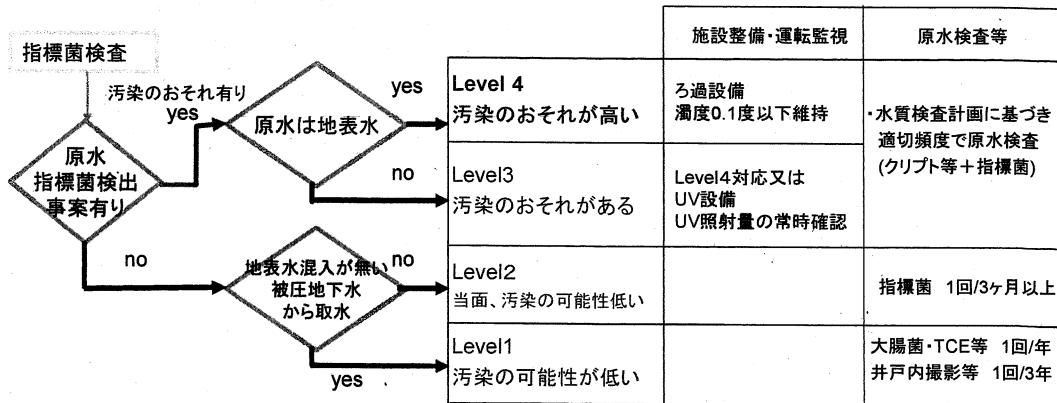 指標菌検査
汚染のおそれ有り
yes
原水
指標菌検出
事案有り
no
原水は地表水
yes
no
地表水混入が無い
被圧地下水
から取水
no
yes
施設整備・運転監視
原水検査等
Level 4
汚染のおそれが高い
ろ過設備
濁度0.1度以下維持
・水質検査計画に基づき
適切頻度で原水検査
(クリプト等＋指標菌)
Level3
汚染のおそれがある
Level4対応又は
UV設備
UV照射量の常時確認
Level2
当面、汚染の可能性低い
指標菌 1回/3ヶ月以上
Level1
汚染の可能性が低い
大腸菌・TCE等 1回/年
井戸内撮影等 1回/3年